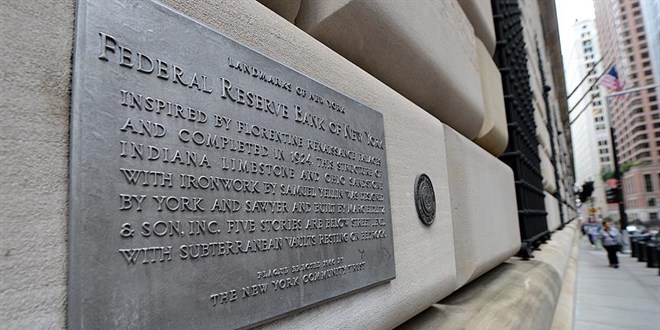 LANDMARKS OF NEW YORK
FEDERAL RESERVE BANK OF NEW YORK
INSPIRED BY FLORENTINE RENAISSANCE PALACES
AND COMPLETED IN 1924, THIS STRUCTURE OF
INDIANA LIMESTONE AND OHIO SANDSTONE
WITH IRONWORK BY SAMUEL YELLIN WAS DESIGNED
BY YORK AND SAWYER AND BUILT BY MARC EIDLITZ
& SON, INC. FIVE STORIES ARE BELOW STREET LEVEL
WITH SUBTERRANEAN VAULTS RESTING ON BEDROCK
PLAQUE ERECTED BY
THE NEW YORK COMMUNITY TRUST